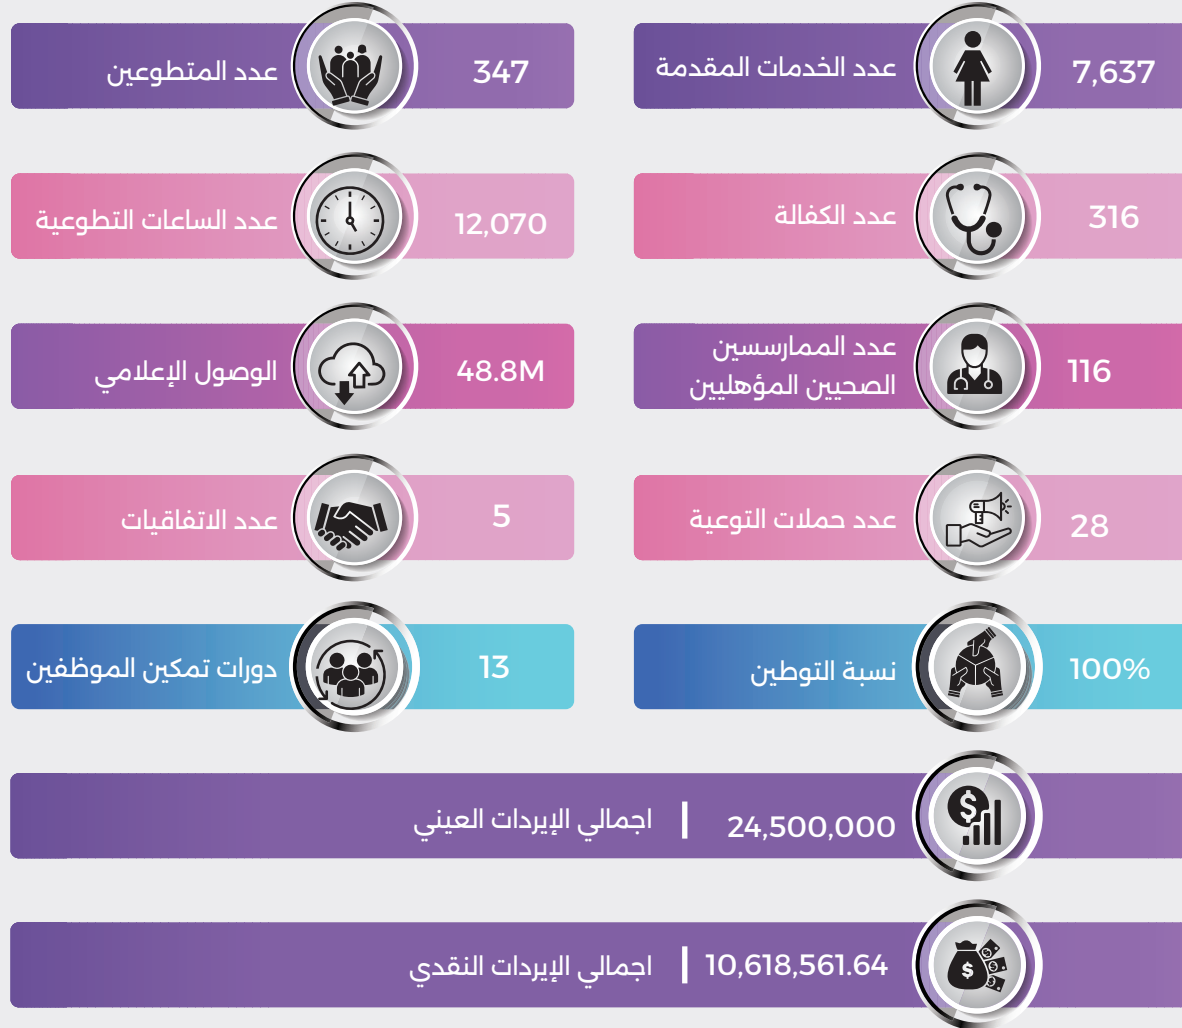 7,637
عدد الخدمات المقدمة
347
عدد المتطوعين
316
عدد الكفالة
12,070
عدد الساعات التطوعية
116
عدد الممارسسين
الصحيين المؤهليين
48.8M
الوصول الإعلامي
28
عدد حملات التوعية
5
عدد الاتفاقيات
100%
نسبة التوطين
13
دورات تمكين الموظفين
24,500,000 | اجمالي الإيردات العيني
10,618,561.64 | اجمالي الإيردات النقدي